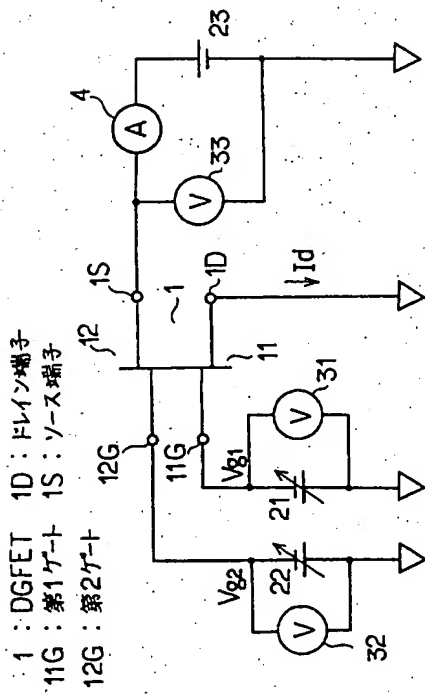 1 : DGFET 1D : ドレイン端子
11G : 第1ゲート 1S : ソース端子
12G : 第2ゲート
12
1S
4
A
23
V
33
1
12G
11G
11
1D
Id
Vg2
Vg1
22
21
V
31
V
32